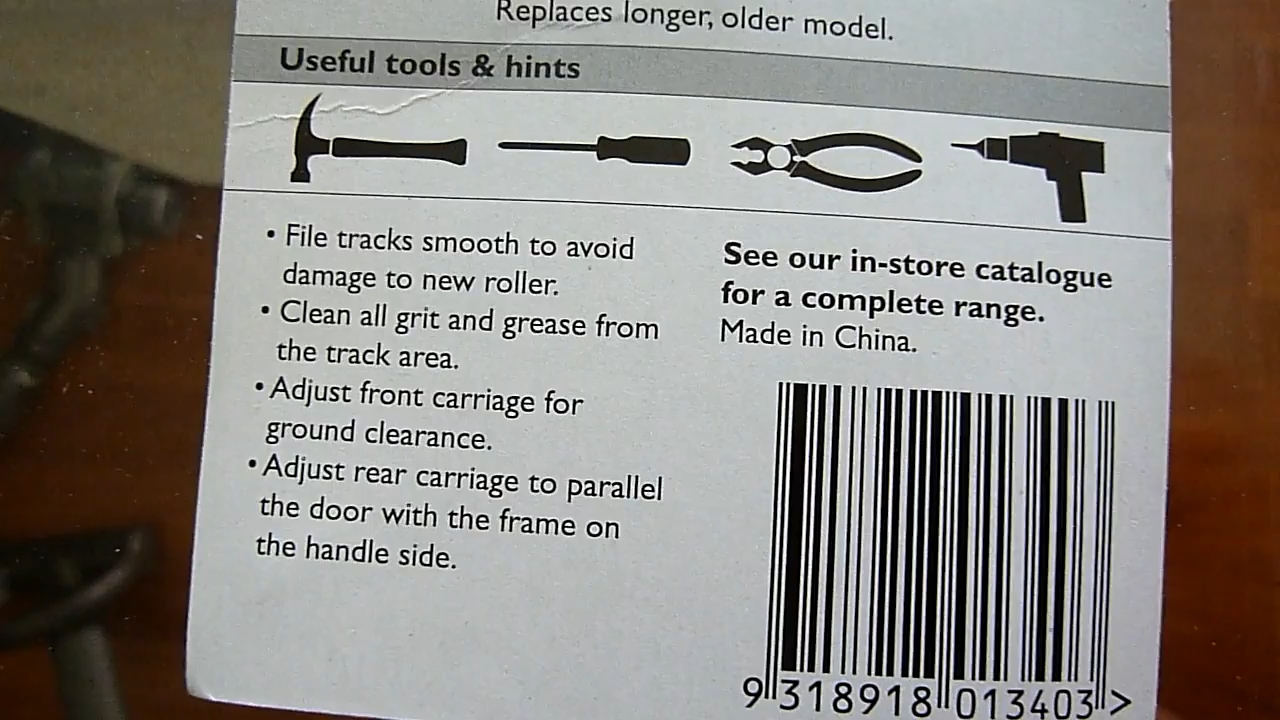 Replaces longer, older model.
Useful tools & hints
• File tracks smooth to avoid
damage to new roller.
• Clean all grit and grease from
the track area.
• Adjust front carriage for
ground clearance.
• Adjust rear carriage to parallel
the door with the frame on
the handle side.
See our in-store catalogue
for a complete range.
Made in China.
9 318918 013403 >